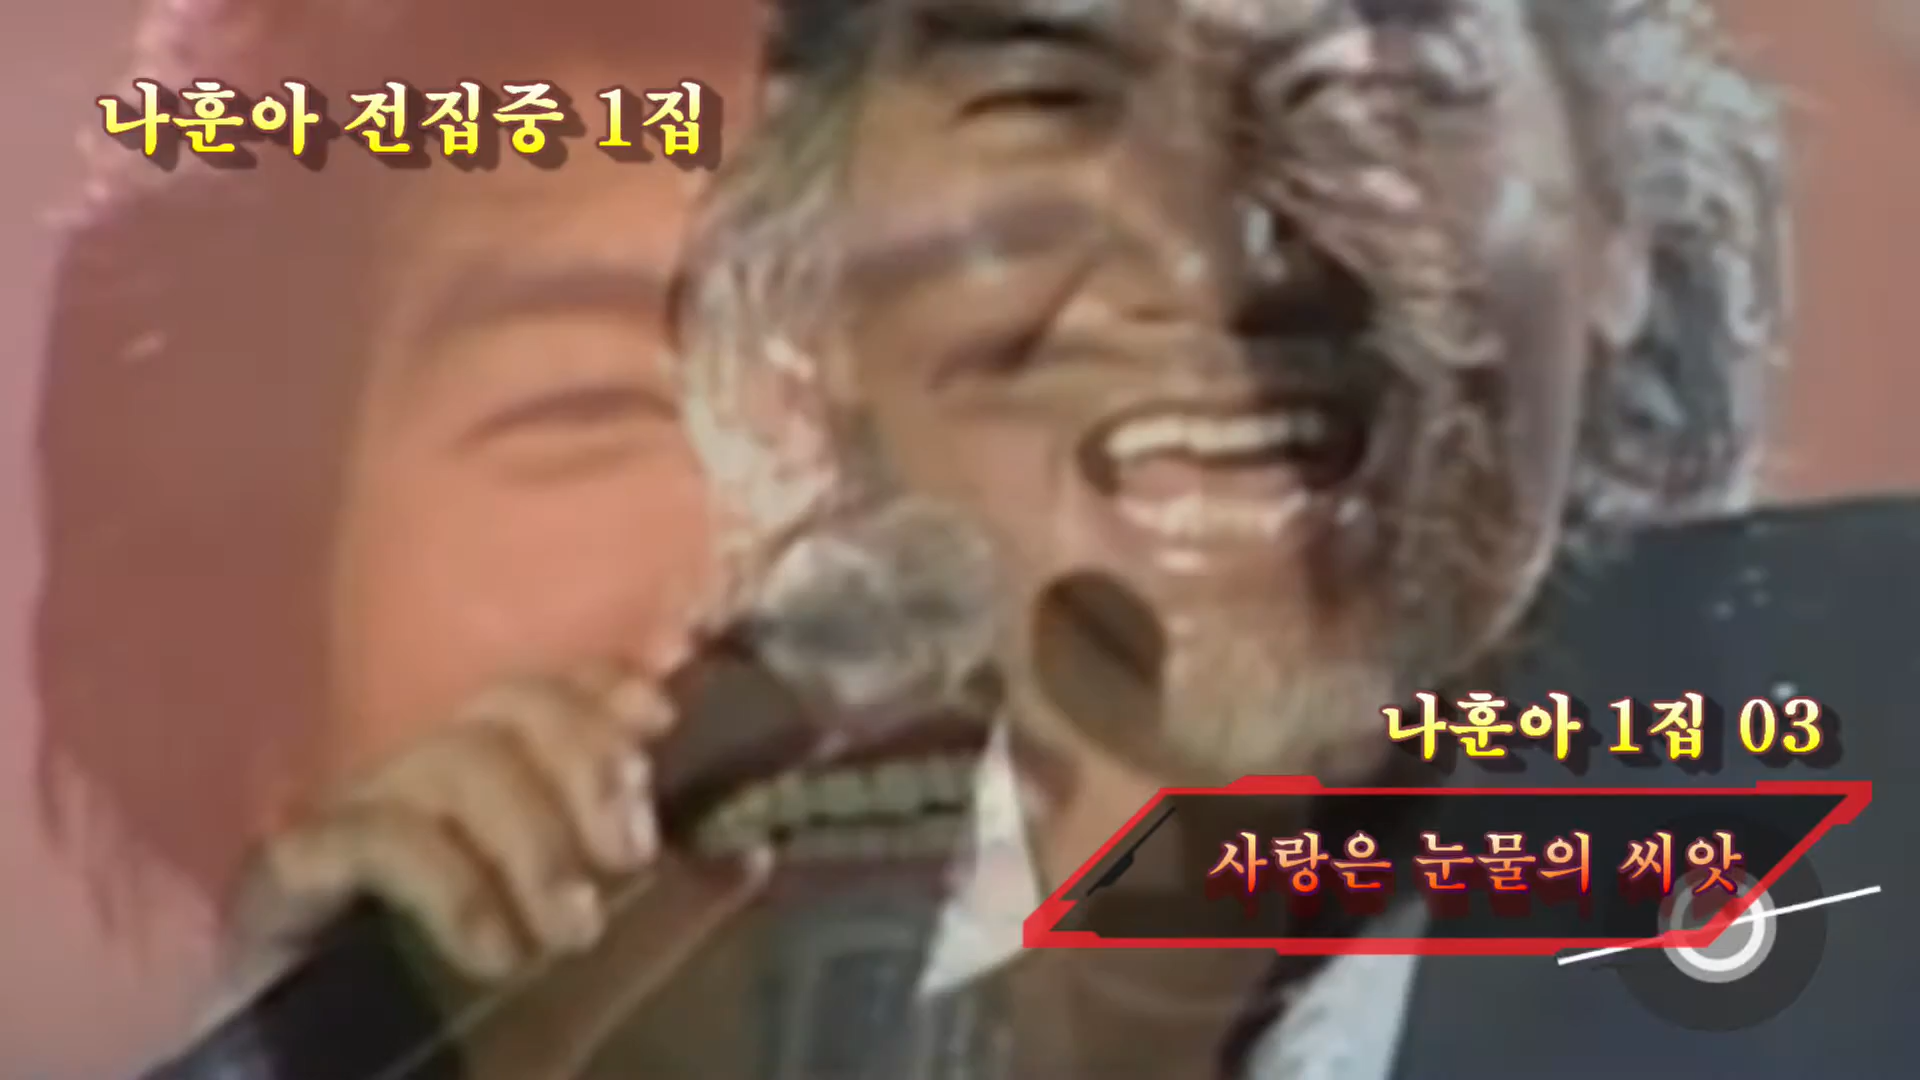 나훈아 전집중 1집
나훈아 1집 03
사랑은 눈물의 씨앗